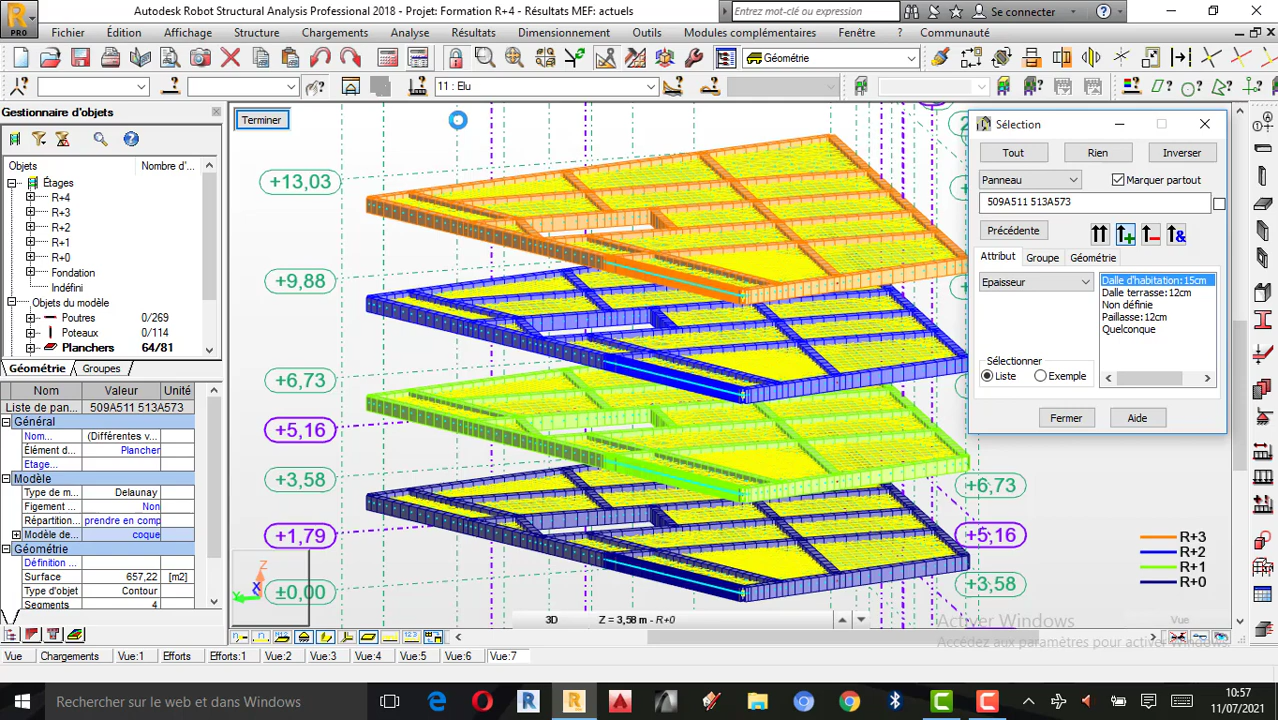 Autodesk Robot Structural Analysis Professional 2018 - Projet: Formation R+4 - Résultats MEF: actuels
Entrez mot-clé ou expression
Se connecter
PRO
Fichier Édition Affichage Structure Chargements Analyse Résultats Dimensionnement Outils Modules complémentaires Fenêtre ? Communauté
Géométrie
11 : Elu
Gestionnaire d'objets
Objets Nombre d'...
Étages
R+4
R+3
R+2
R+1
R+0
Fondation
Indéfini
Objets du modèle
Poutres 0/269
Poteaux 0/114
Planchers 64/81
Géométrie Groupes
Nom Valeur Unité
Liste de pan... 509A511 513A573
Général
Nom... (Différentes v...
Élément d... Plancher
Etage...
Modèle
Type de m... Delaunay
Figement ... Non
Répartition... prendre en comp
Modèle de... coque
Géométrie
Définition ...
Surface 657,22 [m2]
Type d'objet Contour
Segments 4
Terminer
+13,03
+9,88
+6,73
+5,16
+3,58
+1,79
±0,00
+6,73
+5,16
+3,58
Z
X
Y
R+3
R+2
R+1
R+0
3D Z = 3,58 m - R+0
Vue
Sélection
Tout Rien Inverser
Panneau Marquer partout
509A511 513A573
Précédente
Attribut Groupe Géométrie
Epaisseur
Dalle d'habitation: 15cm
Dalle terrasse: 12cm
Non définie
Paillasse: 12cm
Quelconque
Sélectionner
Liste Exemple
Fermer Aide
Activer Windows
Accédez aux paramètres pour activer Windows.
Vue Chargements Vue:1 Efforts Efforts:1 Vue:2 Vue:3 Vue:4 Vue:5 Vue:6 Vue:7
Rechercher sur et dans Windows
10:57
11/07/2021